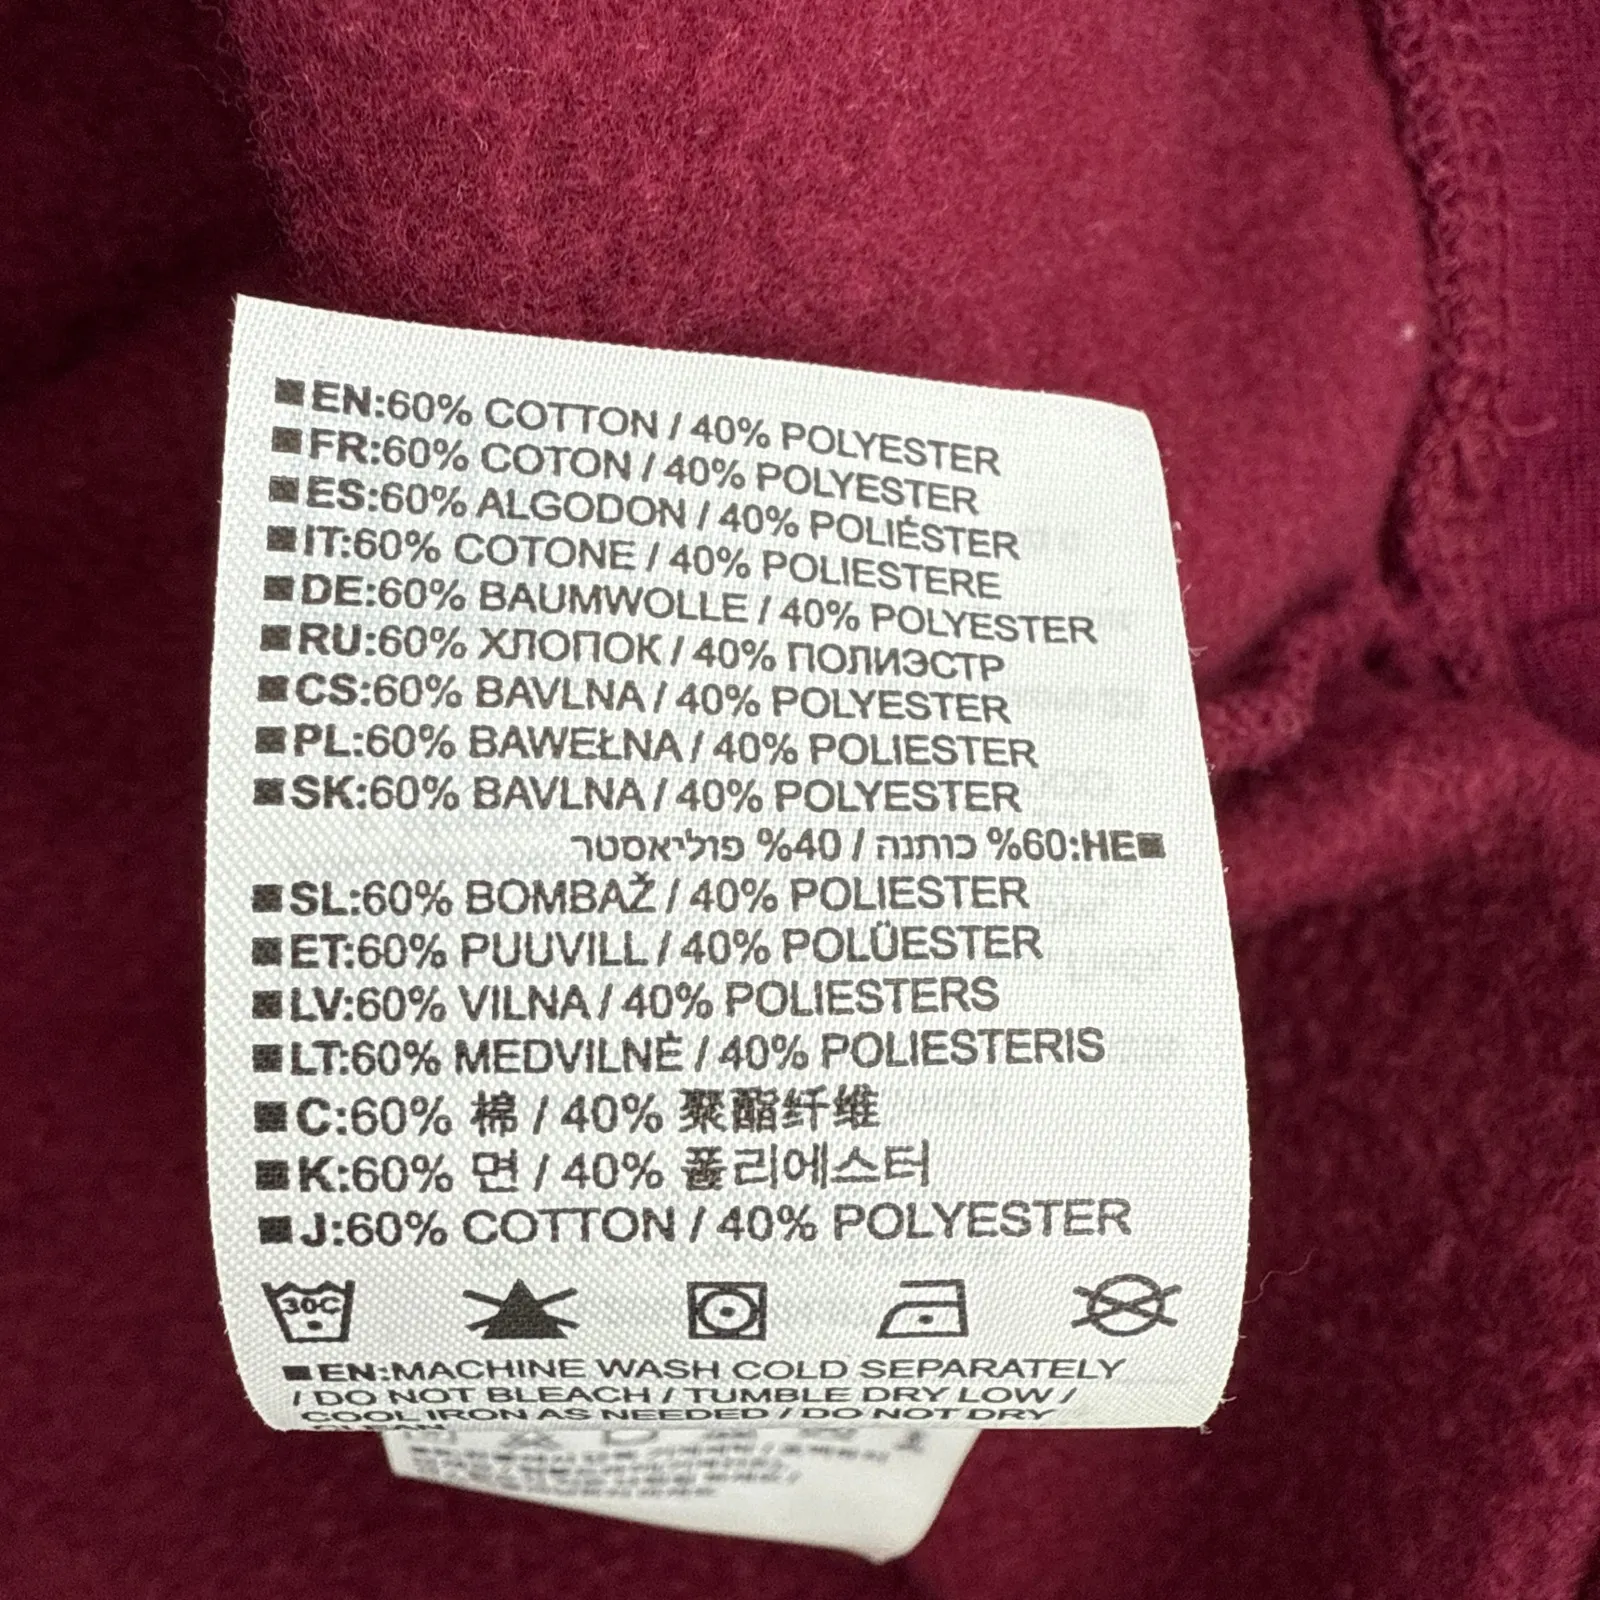 ■EN:60% COTTON / 40% POLYESTER
■FR:60% COTON / 40% POLYESTER
■ES:60% ALGODON / 40% POLIÉSTER
■IT:60% COTONE / 40% POLIESTERE
■DE:60% BAUMWOLLE / 40% POLYESTER
■RU:60% ХЛОПОК / 40% ПОЛИЭСТР
■CS:60% BAVLNA / 40% POLYESTER
■PL:60% BAWEŁNA / 40% POLIESTER
■SK:60% BAVLNA / 40% POLYESTER
■HE:60% כותנה / 40% פוליאסטר
■SL:60% BOMBAŽ / 40% POLIESTER
■ET:60% PUUVILL / 40% POLÜESTER
■LV:60% VILNA / 40% POLIESTERS
■LT:60% MEDVILNĖ / 40% POLIESTERIS
■C:60% 棉 / 40% 聚酯纤维
■K:60% 면 / 40% 폴리에스터
■J:60% COTTON / 40% POLYESTER
30C
■EN:MACHINE WASH COLD SEPARATELY
/ DO NOT BLEACH / TUMBLE DRY LOW /
COOL IRON AS NEEDED / DO NOT DRY
CLEAN